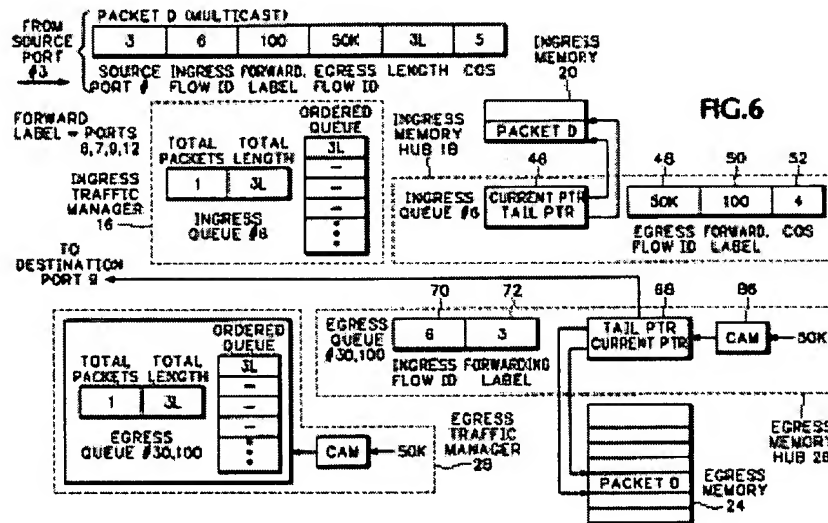 PACKET D (MULTICAST)
FROM
SOURCE
PORT
#3
3 6 100 50K 3L 5
SOURCE PORT # INGRESS FLOW ID FORWARD. LABEL EGRESS FLOW ID LENGTH COS
FORWARD
LABEL = PORTS
6,7,9,12
INGRESS
TRAFFIC
MANAGER
16
TOTAL PACKETS TOTAL LENGTH
1 3L
INGRESS
QUEUE #6
ORDERED
QUEUE
3L
INGRESS
MEMORY
20
PACKET D
FIG.6
INGRESS
MEMORY
HUB 18
46
INGRESS
QUEUE #6
CURRENT PTR
TAIL PTR
48 50 52
50K 100 4
EGRESS FLOW ID FORWARD. LABEL COS
TO
DESTINATION
PORT 9
TOTAL PACKETS TOTAL LENGTH
1 3L
EGRESS
QUEUE #30,100
ORDERED
QUEUE
3L
CAM 50K
EGRESS
TRAFFIC
MANAGER
28
EGRESS
QUEUE
#30,100
70 72
6 3
INGRESS FLOW ID FORWARDING LABEL
68
TAIL PTR
CURRENT PTR
86
CAM 50K
EGRESS
MEMORY
HUB 26
PACKET D
EGRESS
MEMORY
24